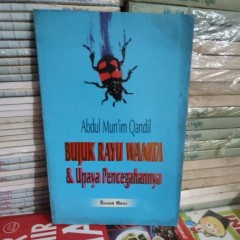 Abdul Mun'im Qandil
BUJUK RAYU WANITA
& Upaya Pencegahannya